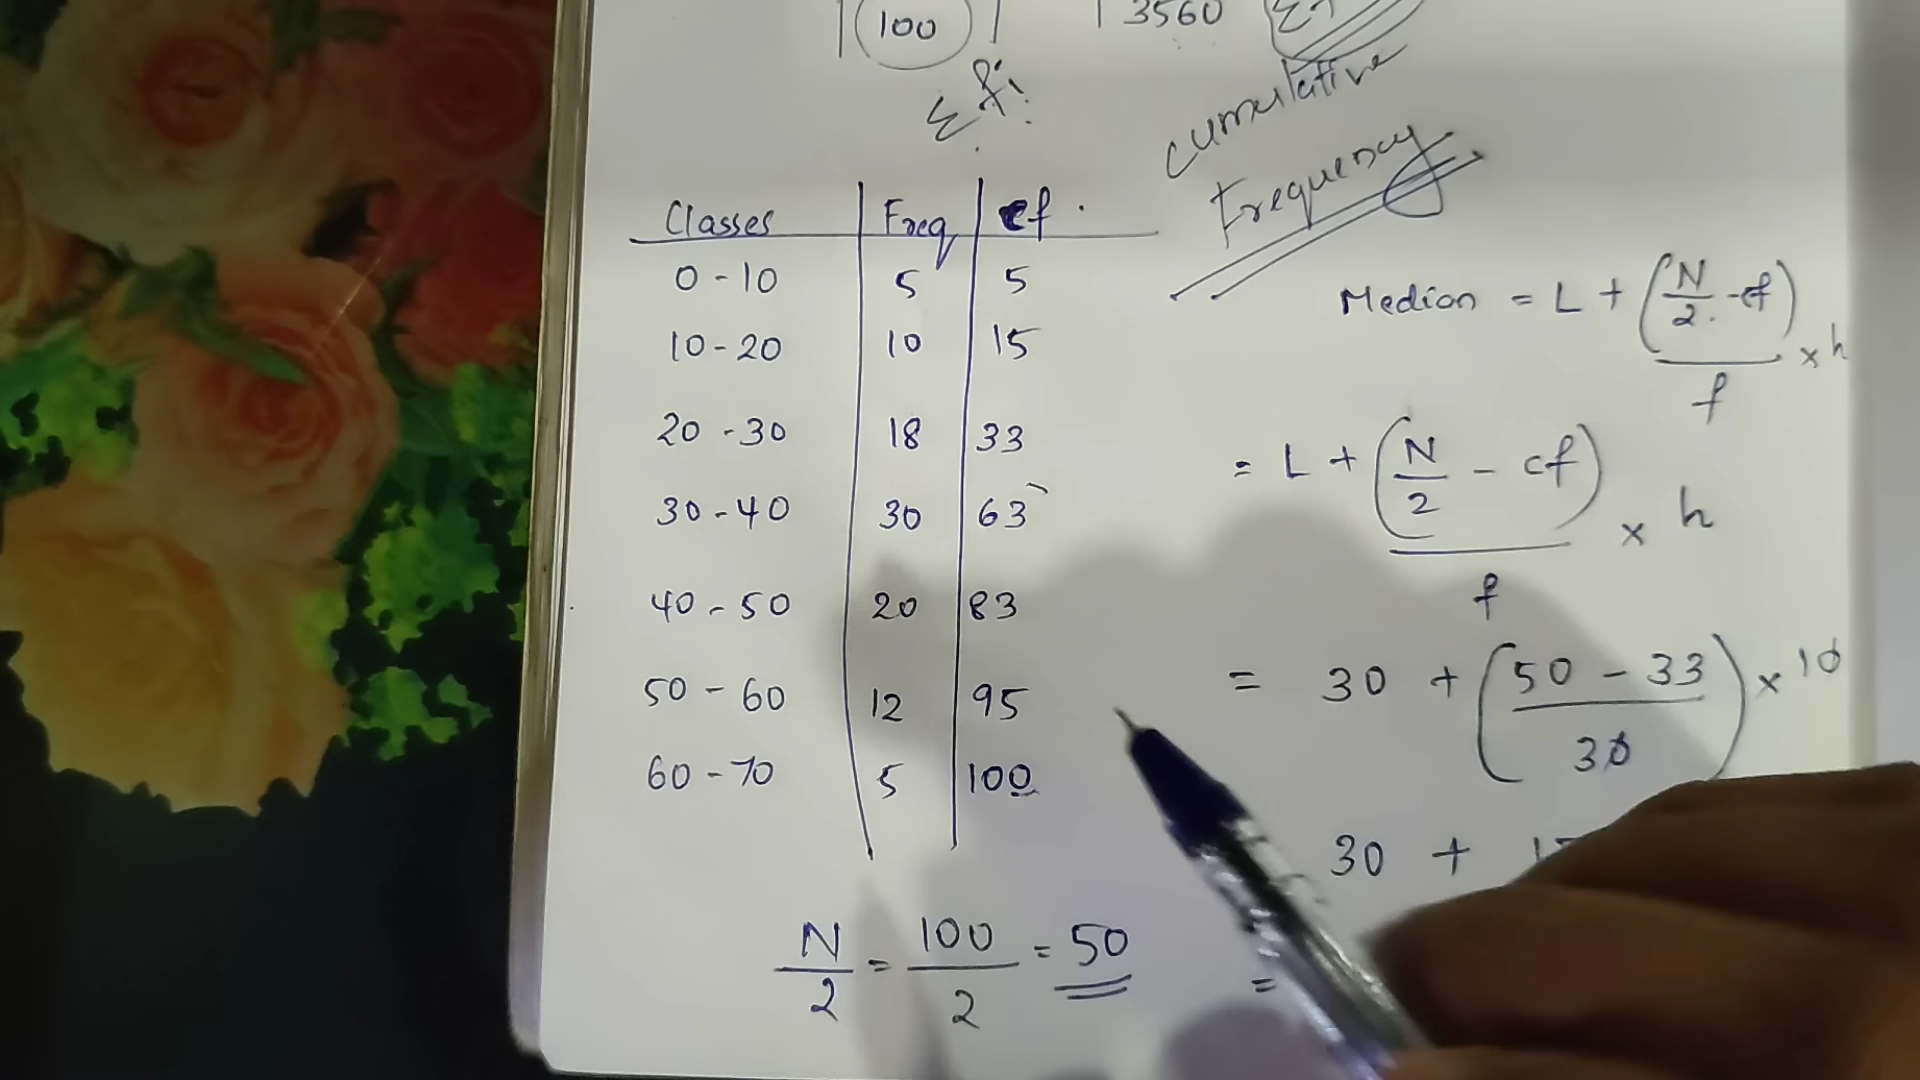 100 3560
Σfi
cumulative
Frequency
Classes Freq cf
0 - 10 5 5
10 - 20 10 15
20 - 30 18 33
30 - 40 30 63
40 - 50 20 83
50 - 60 12 95
60 - 70 5 100
N/2 = 100/2 = 50
Median = L + (N/2 - cf)/f × h
= L + (N/2 - cf)/f × h
= 30 + (50 - 33/30) × 10
30 +
=